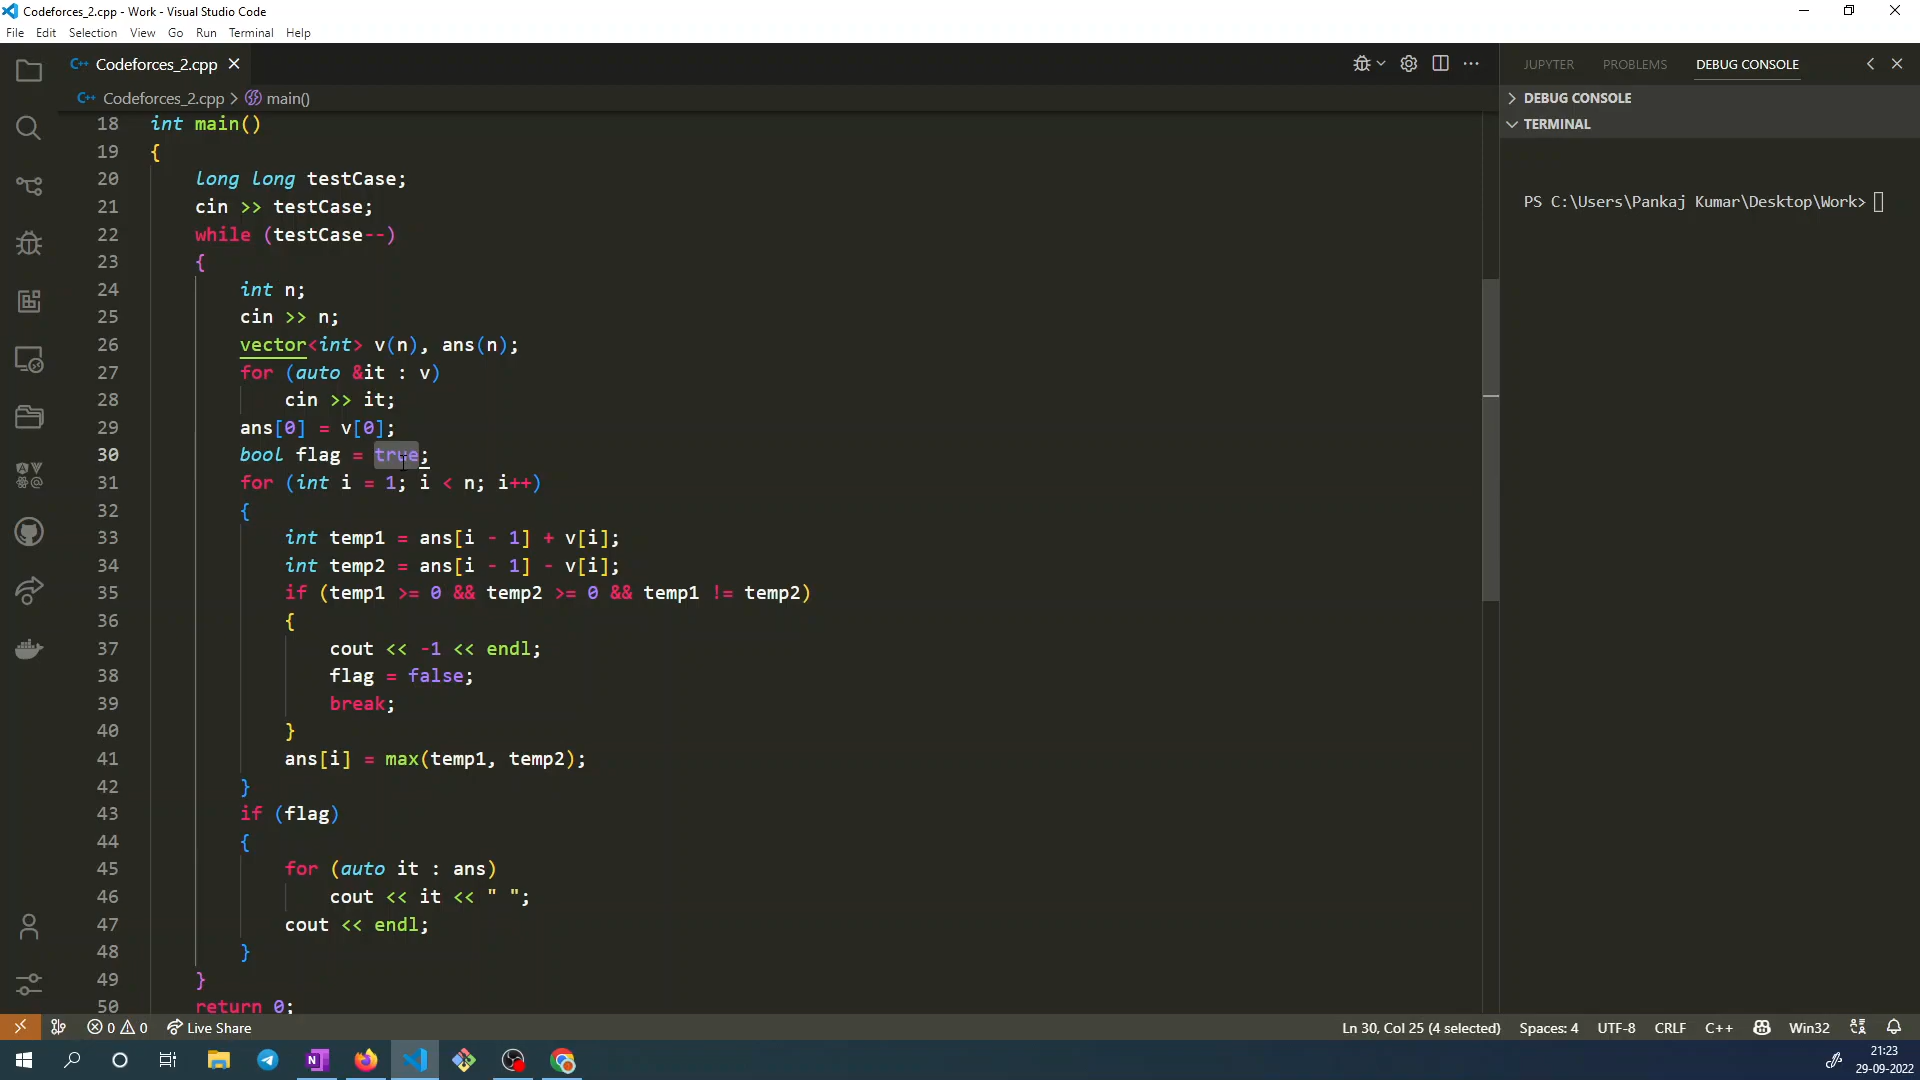 Codeforces_2.cpp - Work - Visual Studio Code
File Edit Selection View Go Run Terminal Help
C++ Codeforces_2.cpp
JUPYTER PROBLEMS DEBUG CONSOLE
C++ Codeforces_2.cpp > main()
DEBUG CONSOLE
TERMINAL
PS C:\Users\Pankaj Kumar\Desktop\Work>
18 int main()
19 {
20 long long testCase;
21 cin >> testCase;
22 while (testCase--)
23 {
24 int n;
25 cin >> n;
26 vector<int> v(n), ans(n);
27 for (auto &it : v)
28 cin >> it;
29 ans[0] = v[0];
30 bool flag = true;
31 for (int i = 1; i < n; i++)
32 {
33 int temp1 = ans[i - 1] + v[i];
34 int temp2 = ans[i - 1] - v[i];
35 if (temp1 >= 0 && temp2 >= 0 && temp1 != temp2)
36 {
37 cout << -1 << endl;
38 flag = false;
39 break;
40 }
41 ans[i] = max(temp1, temp2);
42 }
43 if (flag)
44 {
45 for (auto it : ans)
46 cout << it << " ";
47 cout << endl;
48 }
49 }
50 return 0;
0 0 Live Share
Ln 30, Col 25 (4 selected) Spaces: 4 UTF-8 CRLF C++ Win32
21:23
29-09-2022